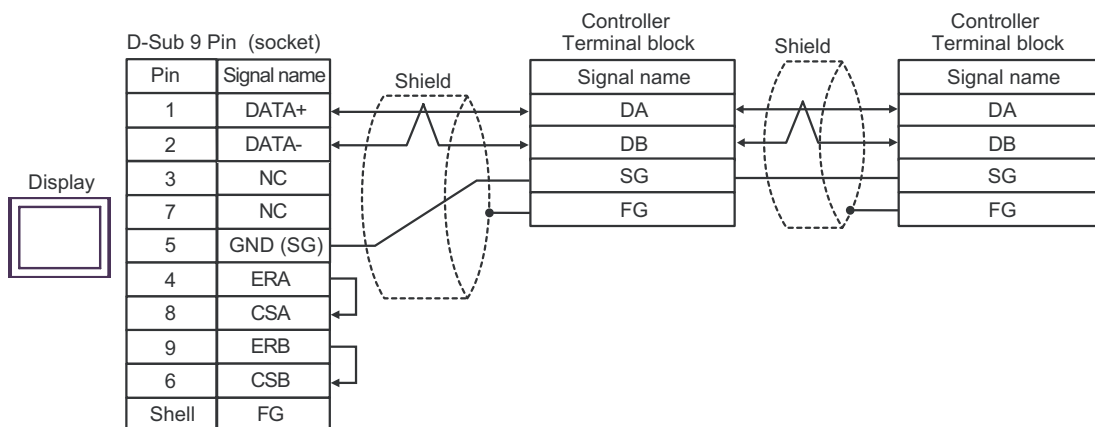 Display
D-Sub 9 Pin (socket)
Pin Signal name
1 DATA+
2 DATA-
3 NC
7 NC
5 GND (SG)
4 ERA
8 CSA
9 ERB
6 CSB
Shell FG
Shield
Controller
Terminal block
Signal name
DA
DB
SG
FG
Shield
Controller
Terminal block
Signal name
DA
DB
SG
FG